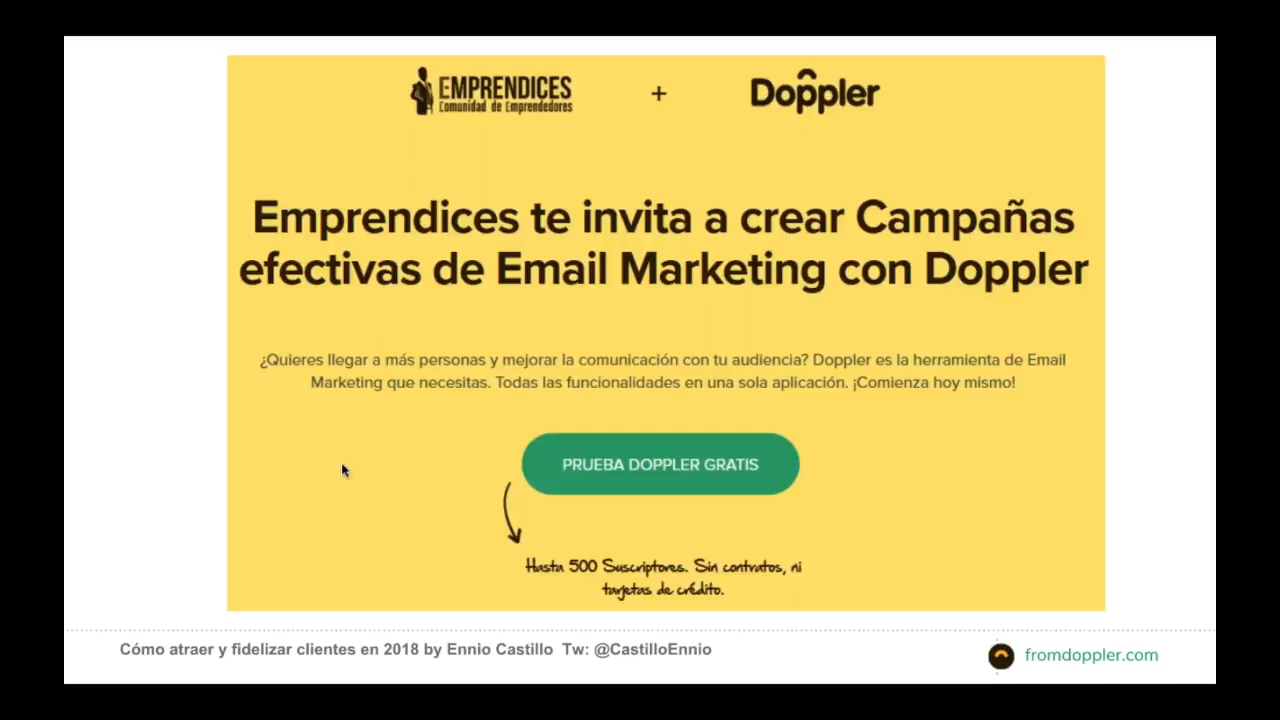 EMPRENDICES
Comunidad de Emprendedores
+
Doppler
Emprendices te invita a crear Campañas
efectivas de Email Marketing con Doppler
¿Quieres llegar a más personas y mejorar la comunicación con tu audiencia? Doppler es la herramienta de Email
Marketing que necesitas. Todas las funcionalidades en una sola aplicación. ¡Comienza hoy mismo!
PRUEBA DOPPLER GRATIS
Hasta 500 Suscriptores. Sin contratos, ni
tarjetas de crédito.
Cómo atraer y fidelizar clientes en 2018 by Ennio Castillo  Tw: @CastilloEnnio
fromdoppler.com